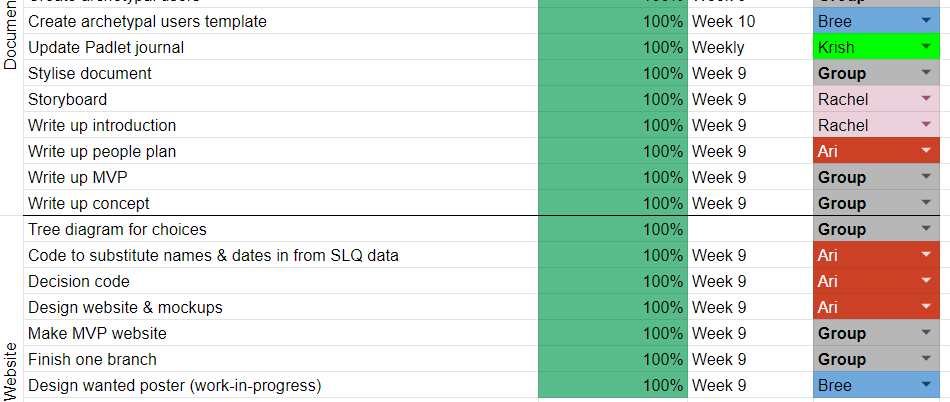 Create archetypal users
Create archetypal users template 100% Week 10 Bree
Update Padlet journal 100% Weekly Krish
Stylise document 100% Week 9 Group
Storyboard 100% Week 9 Rachel
Write up introduction 100% Week 9 Rachel
Write up people plan 100% Week 9 Ari
Write up MVP 100% Week 9 Group
Write up concept 100% Week 9 Group
Documen
Tree diagram for choices 100% Group
Code to substitute names & dates in from SLQ data 100% Week 9 Ari
Decision code 100% Week 9 Ari
Design website & mockups 100% Week 9 Ari
Make MVP website 100% Week 9 Group
Finish one branch 100% Week 9 Group
Design wanted poster (work-in-progress) 100% Week 9 Bree
Website